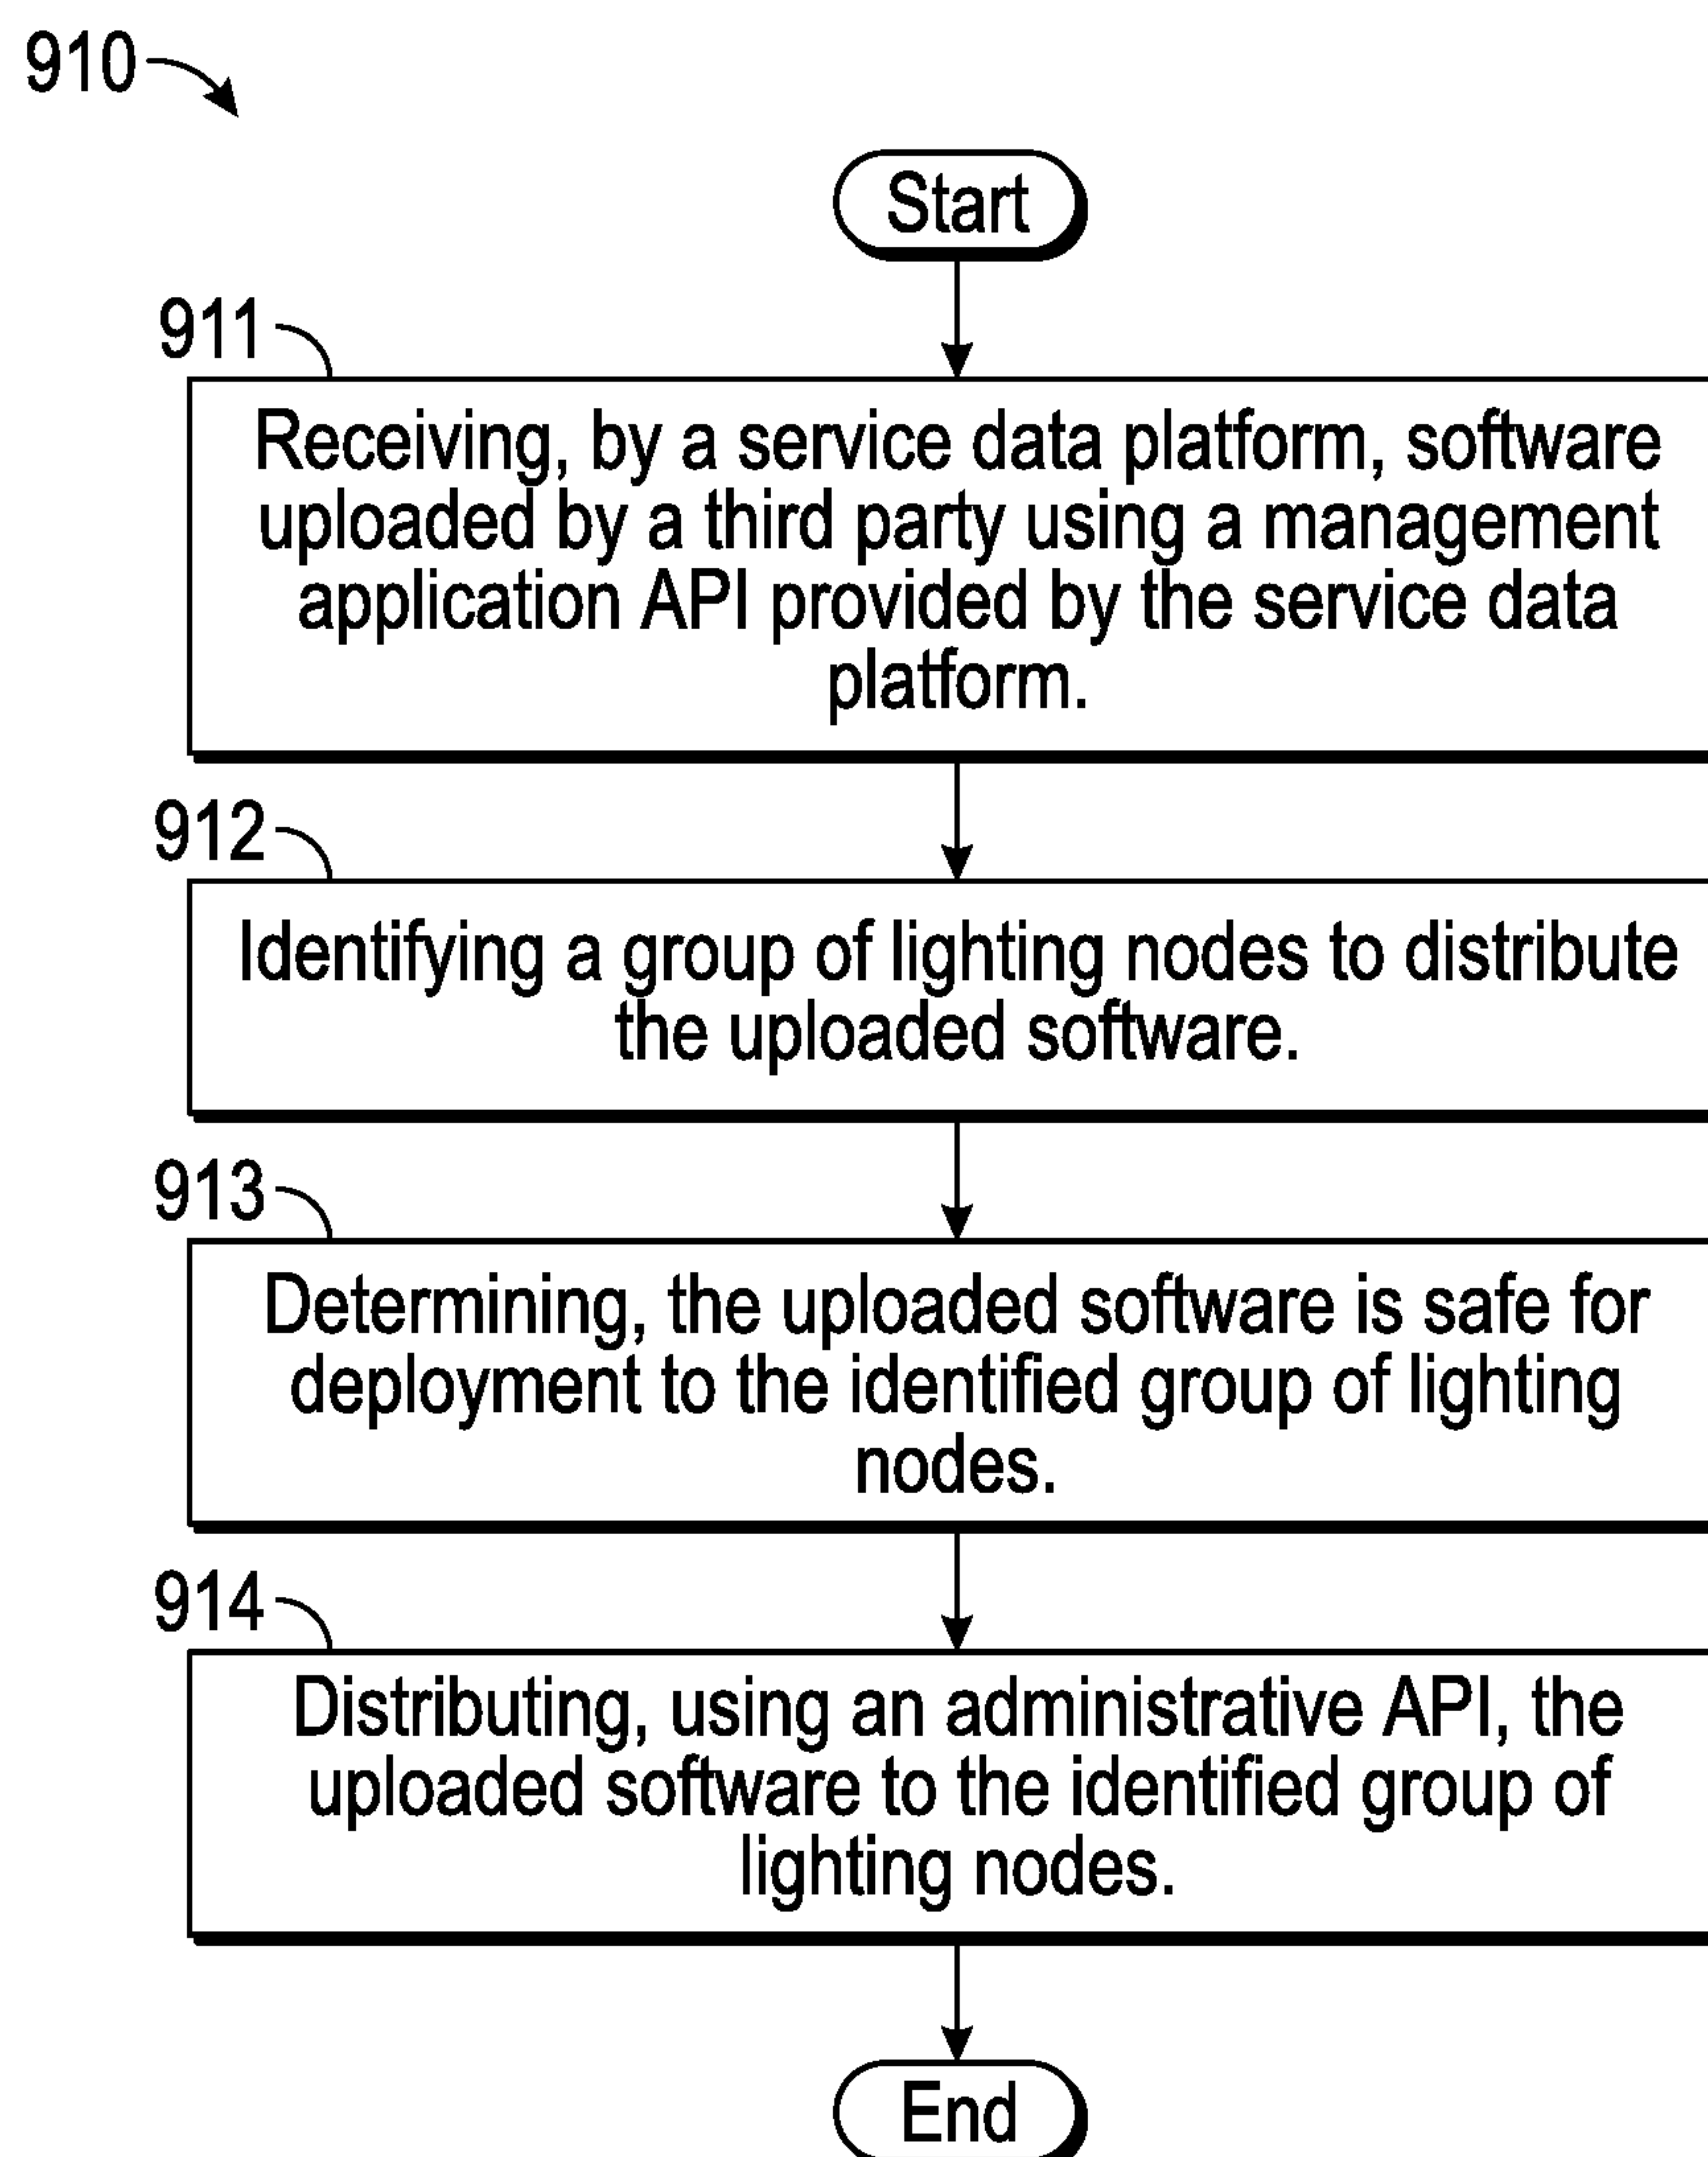 910
Start
911
Receiving, by a service data platform, software
uploaded by a third party using a management
application API provided by the service data
platform.
912
Identifying a group of lighting nodes to distribute
the uploaded software.
913
Determining, the uploaded software is safe for
deployment to the identified group of lighting
nodes.
914
Distributing, using an administrative API, the
uploaded software to the identified group of
lighting nodes.
End